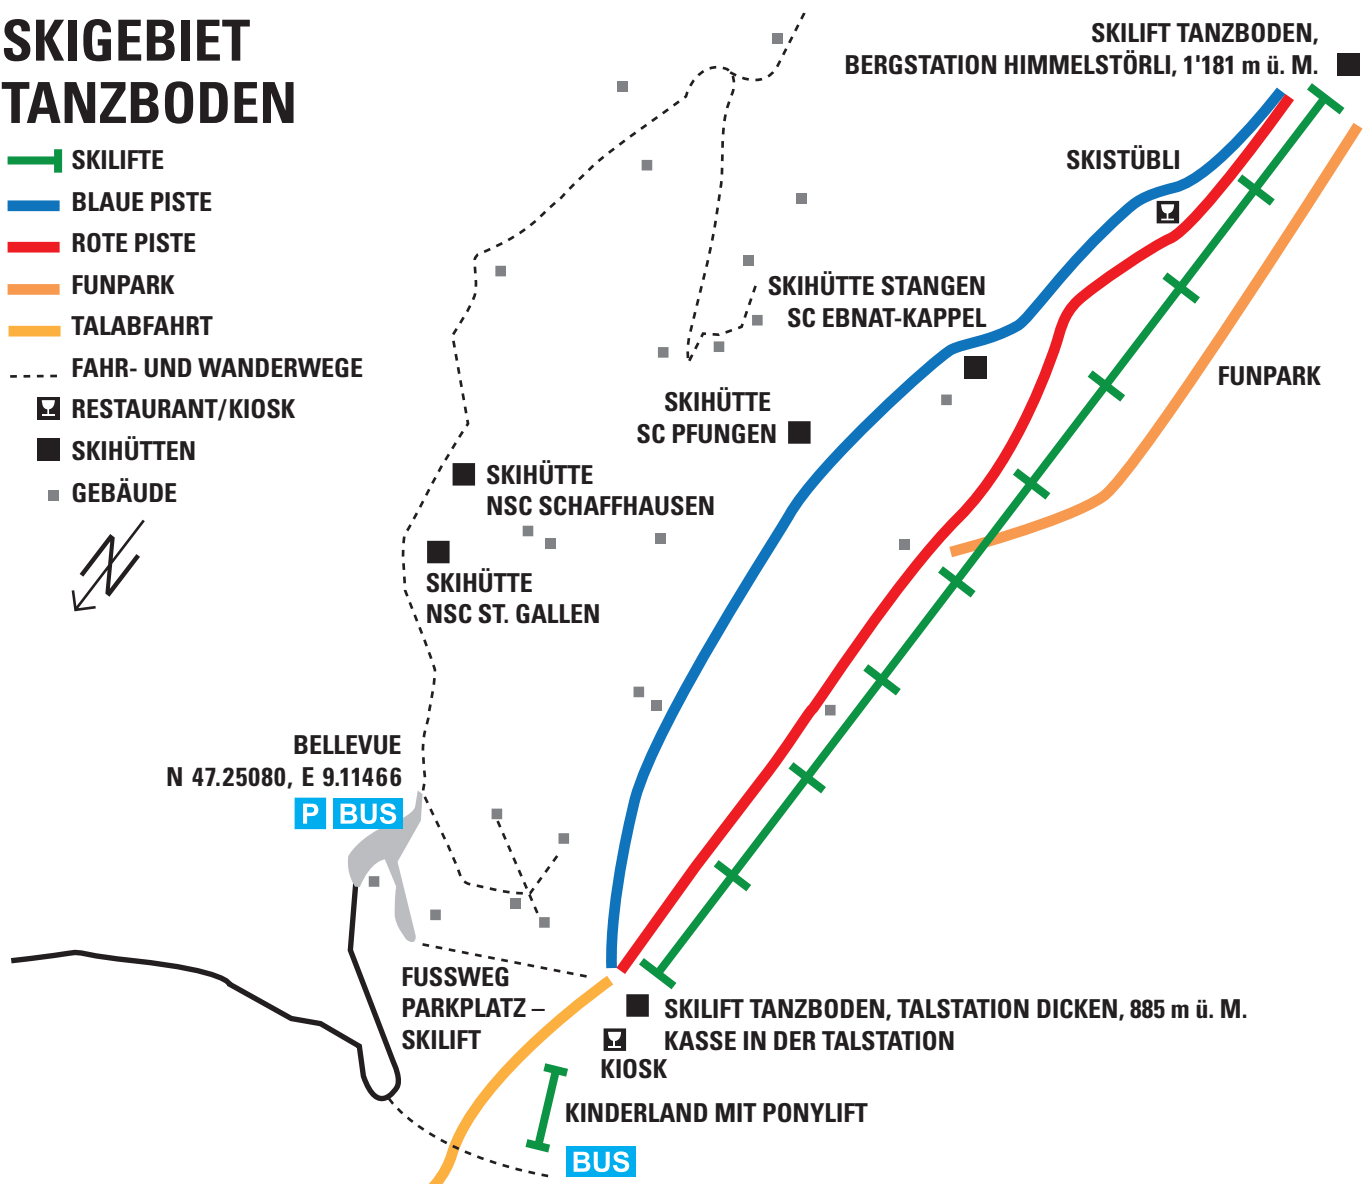 SKIGEBIET
TANZBODEN
SKILIFTE
BLAUE PISTE
ROTE PISTE
FUNPARK
TALABFAHRT
FAHR- UND WANDERWEGE
RESTAURANT/KIOSK
SKIHÜTTEN
GEBÄUDE
N
SKILIFT TANZBODEN,
BERGSTATION HIMMELSTÖRLI, 1'181 m ü. M.
SKISTÜBLI
SKIHÜTTE STANGEN
SC EBNAT-KAPPEL
FUNPARK
SKIHÜTTE
SC PFUNGEN
SKIHÜTTE
NSC SCHAFFHAUSEN
SKIHÜTTE
NSC ST. GALLEN
BELLEVUE
N 47.25080, E 9.11466
P BUS
FUSSWEG
PARKPLATZ –
SKILIFT
SKILIFT TANZBODEN, TALSTATION DICKEN, 885 m ü. M.
KASSE IN DER TALSTATION
KIOSK
KINDERLAND MIT PONYLIFT
BUS